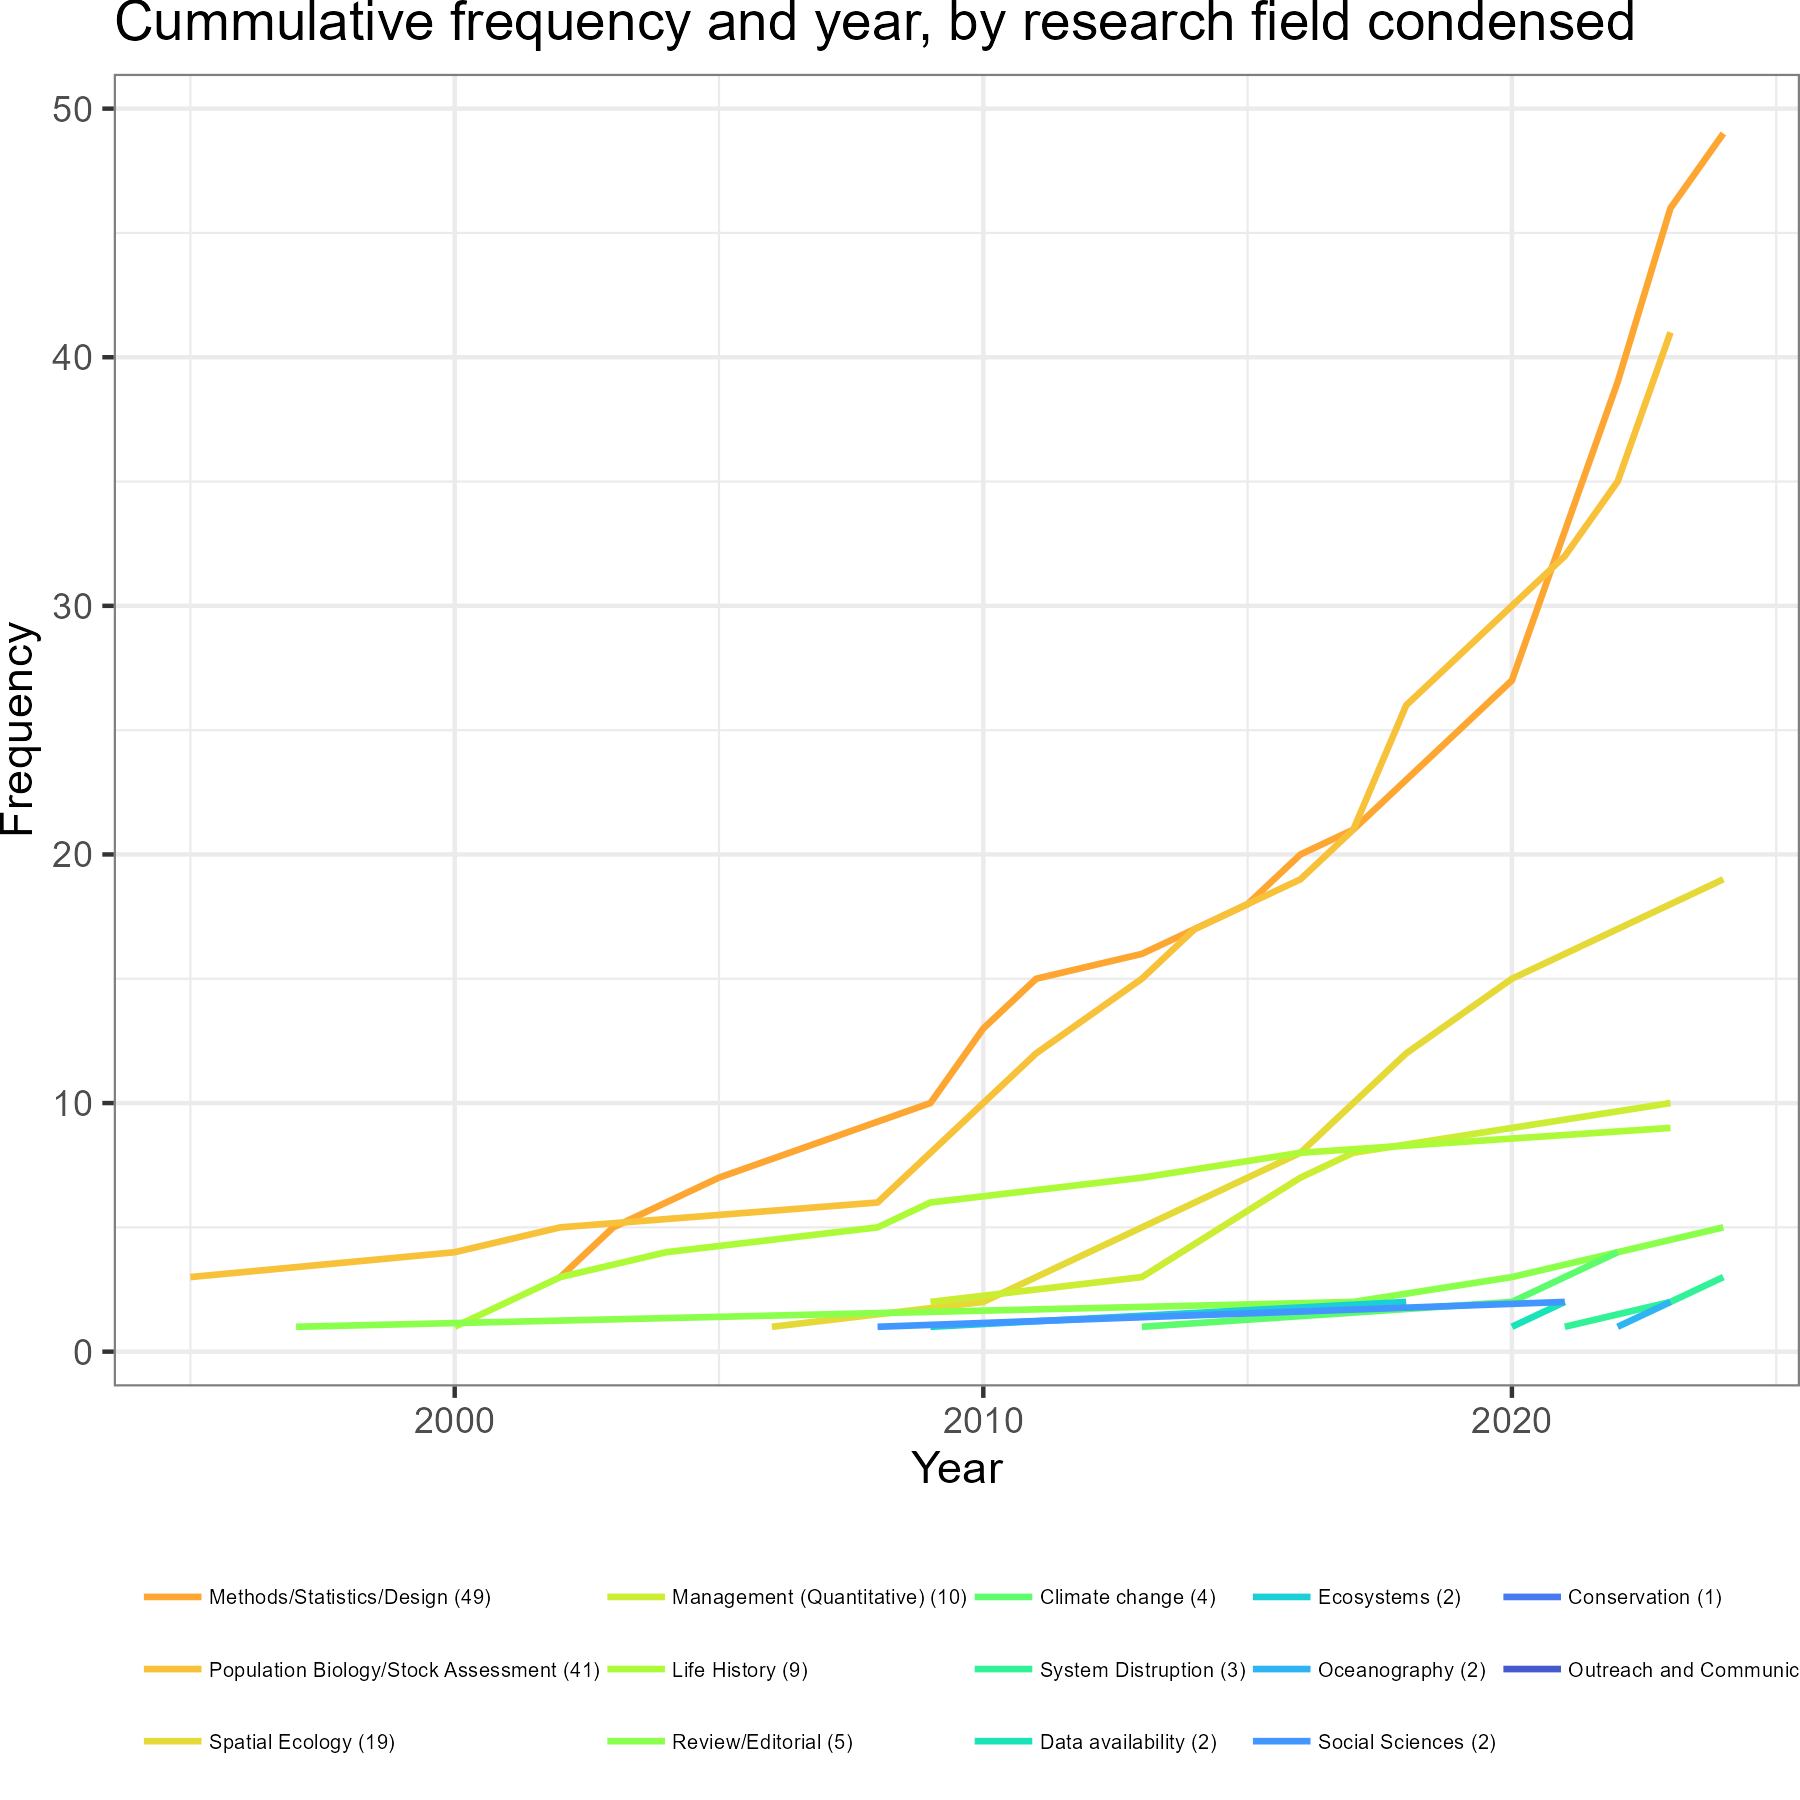 Cummulative frequency and year, by research field condensed
50
40
30
20
10
0
Frequency
2000 2010 2020
Year
Methods/Statistics/Design (49) Management (Quantitative) (10) Climate change (4) Ecosystems (2) Conservation (1)
Population Biology/Stock Assessment (41) Life History (9) System Distruption (3) Oceanography (2) Outreach and Communic
Spatial Ecology (19) Review/Editorial (5) Data availability (2) Social Sciences (2)